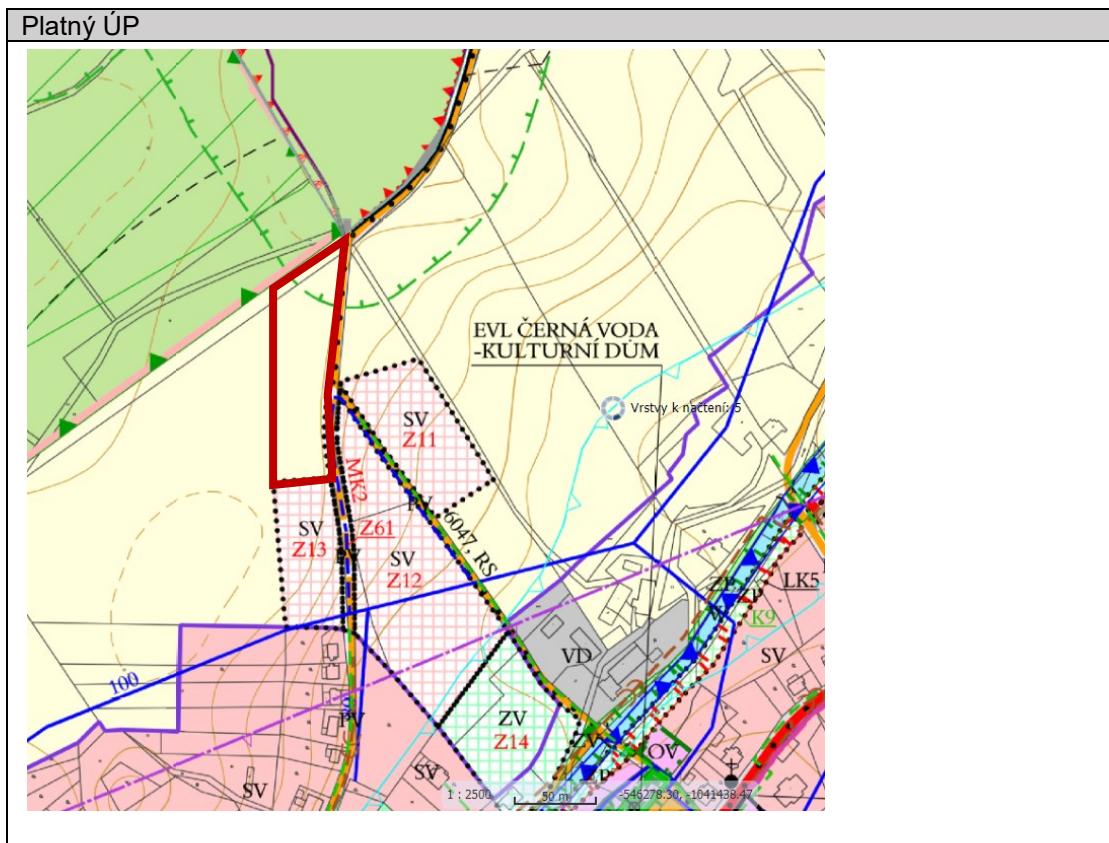 Platný ÚP
EVL ČERNÁ VODA
-KULTURNÍ DŮM
Vrstvy k načtení: 5
SV
Z11
MK2
SV
Z13
Z61
SV
Z12
6047, RS
LK5
K9
SV
VD
100
PV
ZV
Z14
ZV
OV
SV
SV
1 : 2500
50 m
-546278.30, -1041438.47